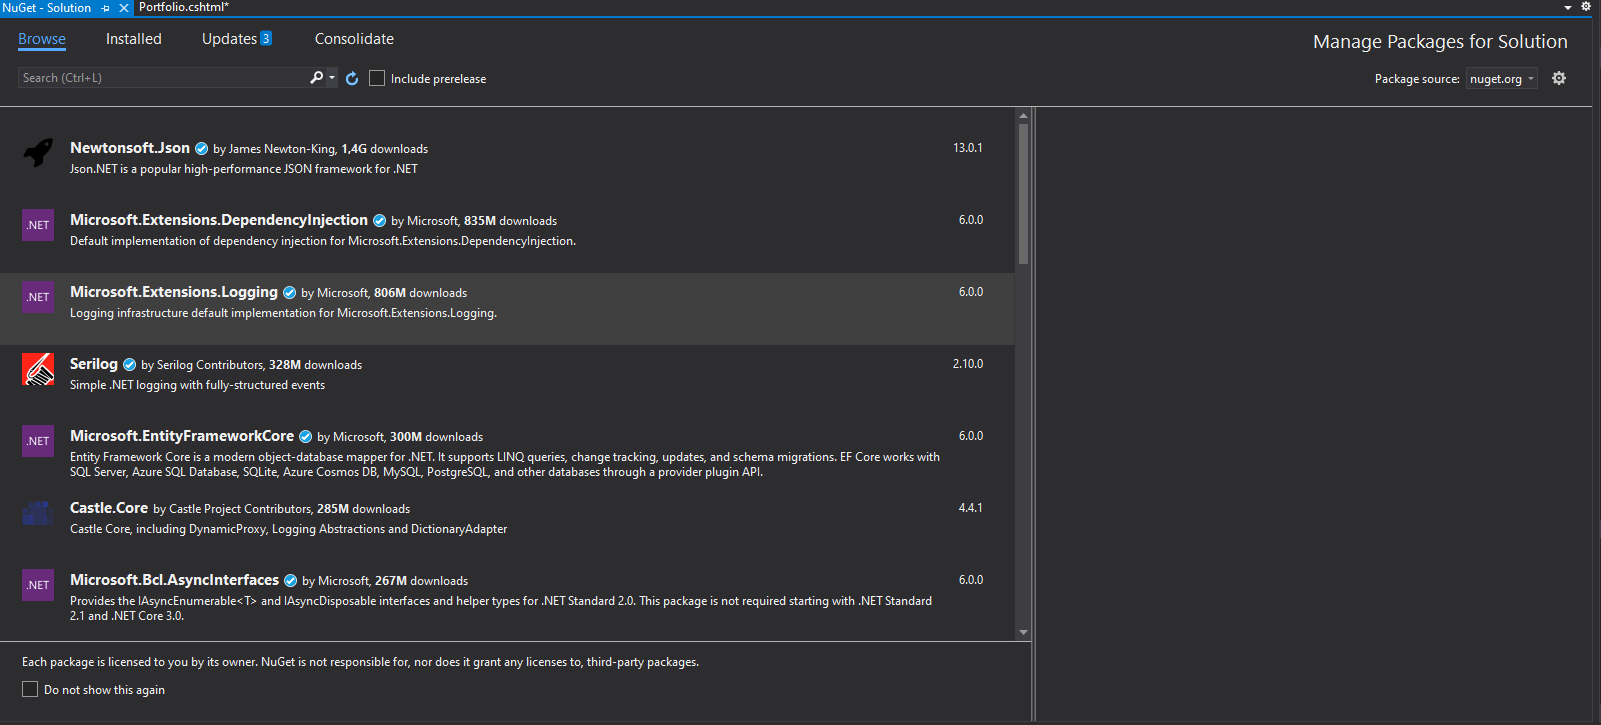 NuGet - Solution
Portfolio.cshtml*
Browse
Installed
Updates 3
Consolidate
Manage Packages for Solution
Search (Ctrl+L)
Include prerelease
Package source: nuget.org
Newtonsoft.Json by James Newton-King, 1,4G downloads
13.0.1
Json.NET is a popular high-performance JSON framework for .NET
.NET
Microsoft.Extensions.DependencyInjection by Microsoft, 835M downloads
6.0.0
Default implementation of dependency injection for Microsoft.Extensions.DependencyInjection.
.NET
Microsoft.Extensions.Logging by Microsoft, 806M downloads
6.0.0
Logging infrastructure default implementation for Microsoft.Extensions.Logging.
Serilog by Serilog Contributors, 328M downloads
2.10.0
Simple .NET logging with fully-structured events
.NET
Microsoft.EntityFrameworkCore by Microsoft, 300M downloads
6.0.0
Entity Framework Core is a modern object-database mapper for .NET. It supports LINQ queries, change tracking, updates, and schema migrations. EF Core works with
SQL Server, Azure SQL Database, SQLite, Azure Cosmos DB, MySQL, PostgreSQL, and other databases through a provider plugin API.
Castle.Core by Castle Project Contributors, 285M downloads
4.4.1
Castle Core, including DynamicProxy, Logging Abstractions and DictionaryAdapter
.NET
Microsoft.Bcl.AsyncInterfaces by Microsoft, 267M downloads
6.0.0
Provides the IAsyncEnumerable<T> and IAsyncDisposable interfaces and helper types for .NET Standard 2.0. This package is not required starting with .NET Standard
2.1 and .NET Core 3.0.
Each package is licensed to you by its owner. NuGet is not responsible for, nor does it grant any licenses to, third-party packages.
Do not show this again